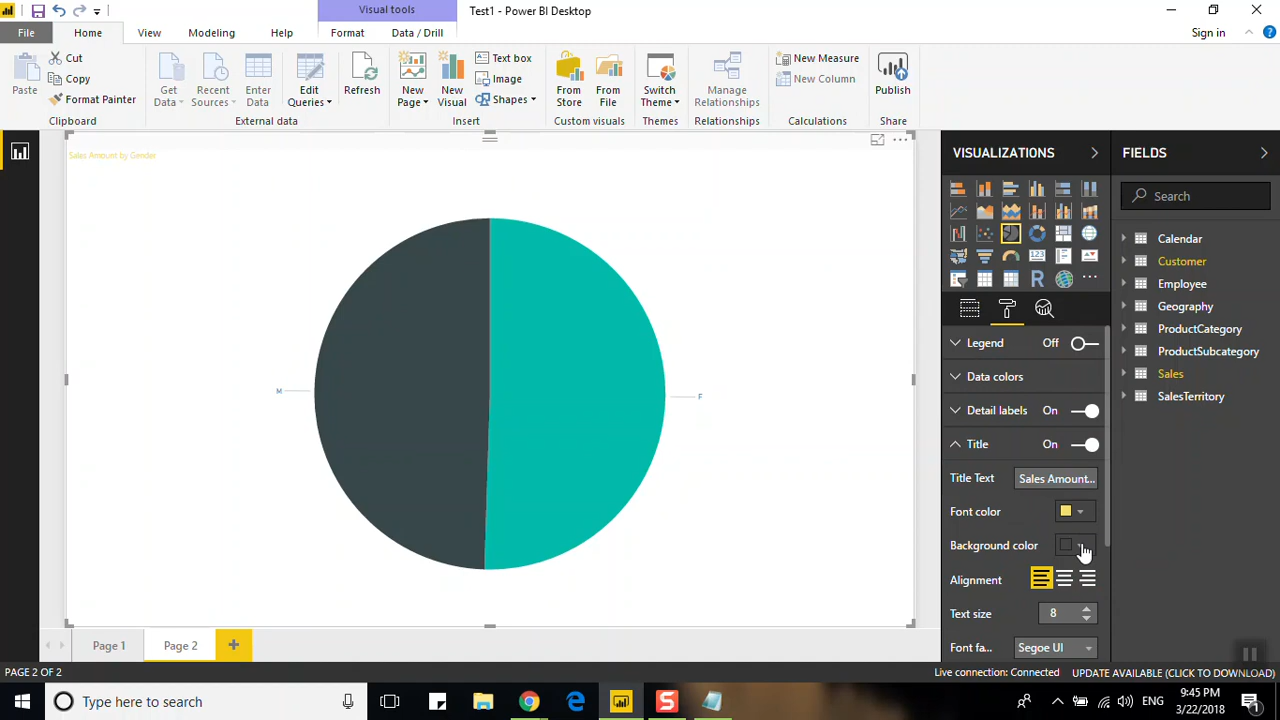 Visual tools
Test1 - Power BI Desktop
File Home View Modeling Help Format Data / Drill Sign in
Paste
Cut
Copy
Format Painter
Clipboard
Get Data
Recent Sources
Enter Data
Edit Queries
Refresh
External data
New Page
New Visual
Text box
Image
Shapes
Insert
From Store
From File
Custom visuals
Switch Theme
Themes
Manage Relationships
Relationships
New Measure
New Column
Calculations
Publish
Share
Sales Amount by Gender
M
F
VISUALIZATIONS
123
R
Legend Off
Data colors
Detail labels On
Title On
Title Text Sales Amount...
Font color
Background color
Alignment
Text size 8
Font fa... Segoe UI
FIELDS
Search
Calendar
Customer
Employee
Geography
ProductCategory
ProductSubcategory
Sales
SalesTerritory
Page 1 Page 2
PAGE 2 OF 2
Live connection: Connected UPDATE AVAILABLE (CLICK TO DOWNLOAD)
Type here to search
ENG
9:45 PM
3/22/2018
1